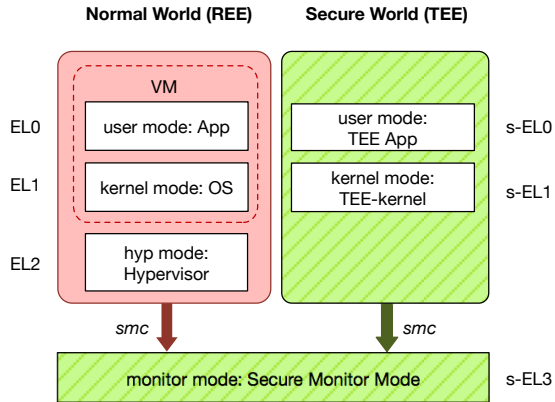 Normal World (REE)
Secure World (TEE)
VM
EL0
user mode: App
user mode:
TEE App
s-EL0
EL1
kernel mode: OS
kernel mode:
TEE-kernel
s-EL1
EL2
hyp mode:
Hypervisor
smc
smc
monitor mode: Secure Monitor Mode
s-EL3